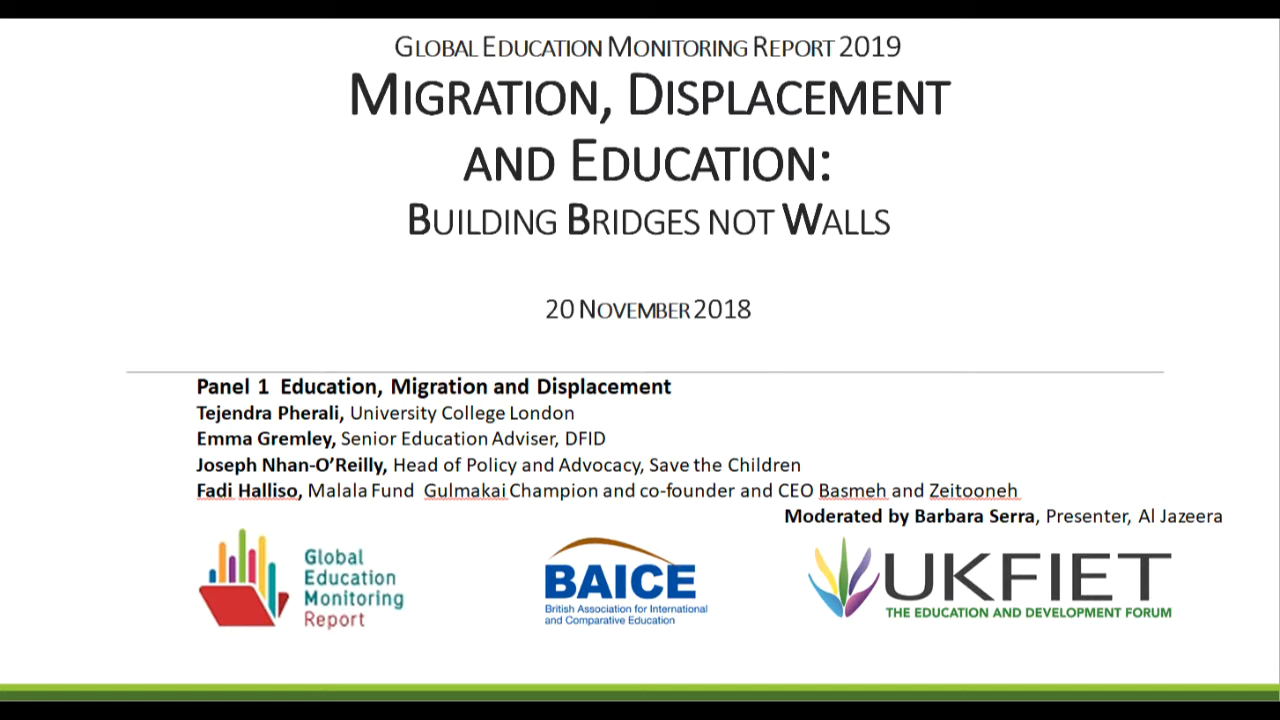 GLOBAL EDUCATION MONITORING REPORT 2019
MIGRATION, DISPLACEMENT
AND EDUCATION:
BUILDING BRIDGES NOT WALLS
20 NOVEMBER 2018
Panel 1 Education, Migration and Displacement
Tejendra Pherali, University College London
Emma Gremley, Senior Education Adviser, DFID
Joseph Nhan-O’Reilly, Head of Policy and Advocacy, Save the Children
Fadi Halliso, Malala Fund Gulmakai Champion and co-founder and CEO Basmeh and Zeitooneh
Moderated by Barbara Serra, Presenter, Al Jazeera
Global
Education
Monitoring
Report
BAICE
British Association for International
and Comparative Education
UKFIET
THE EDUCATION AND DEVELOPMENT FORUM